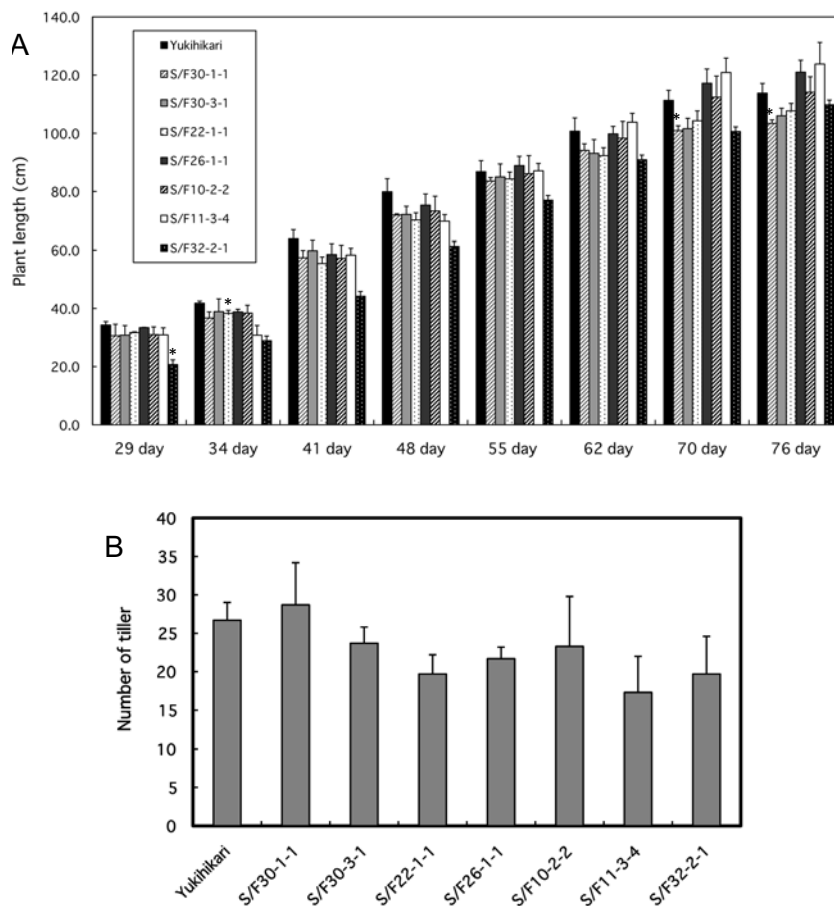 A
Plant length (cm)
140.0
120.0
100.0
80.0
60.0
40.0
20.0
0.0
Yukihikari
S/F30-1-1
S/F30-3-1
S/F22-1-1
S/F26-1-1
S/F10-2-2
S/F11-3-4
S/F32-2-1
*
*
*
*
29 day 34 day 41 day 48 day 55 day 62 day 70 day 76 day
B
Number of tiller
40
35
30
25
20
15
10
5
0
Yukihikari S/F30-1-1 S/F30-3-1 S/F22-1-1 S/F26-1-1 S/F10-2-2 S/F11-3-4 S/F32-2-1